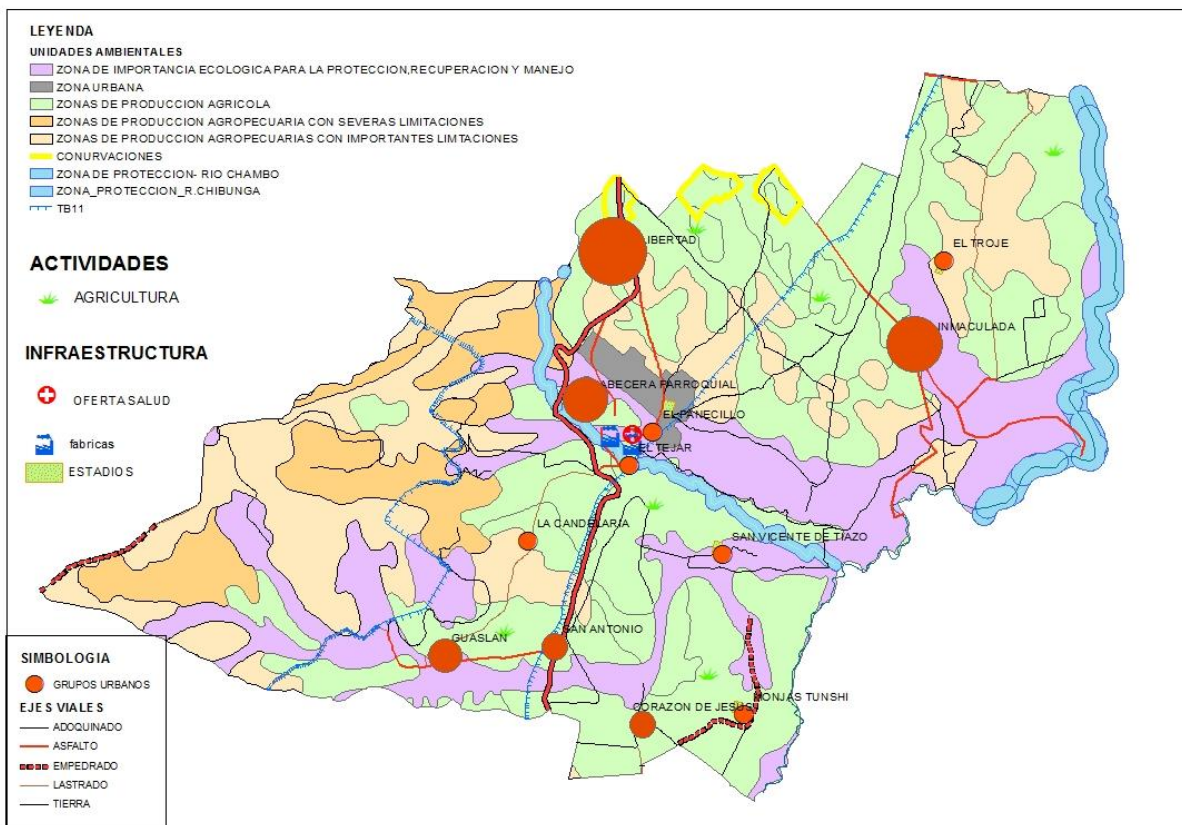 LEYENDA
UNIDADES AMBIENTALES
ZONA DE IMPORTANCIA ECOLOGICA PARA LA PROTECCION,RECUPERACION Y MANEJO
ZONA URBANA
ZONAS DE PRODUCCION AGRICOLA
ZONAS DE PRODUCCION AGROPECUARIA CON SEVERAS LIMITACIONES
ZONAS DE PRODUCCION AGROPECUARIAS CON IMPORTANTES LIMTACIONES
CONURVACIONES
ZONA DE PROTECCION- RIO CHAMBO
ZONA_PROTECCION_R.CHIBUNGA
TB11
ACTIVIDADES
AGRICULTURA
INFRAESTRUCTURA
OFERTA SALUD
fabricas
ESTADIOS
SIMBOLOGIA
GRUPOS URBANOS
EJES VIALES
ADOQUINADO
ASFALTO
EMPEDRADO
LASTRADO
TIERRA
IBERTAD
EL TROJE
INMACULADA
ABECERA PARROQUIAL
EL PANECILLO
EL TEJAR
LA CANDELARIA
SAN VICENTE DE TIAZO
GUASLAN
SAN ANTONIO
CORAZON DE JESUS
MONJAS TUNSHI